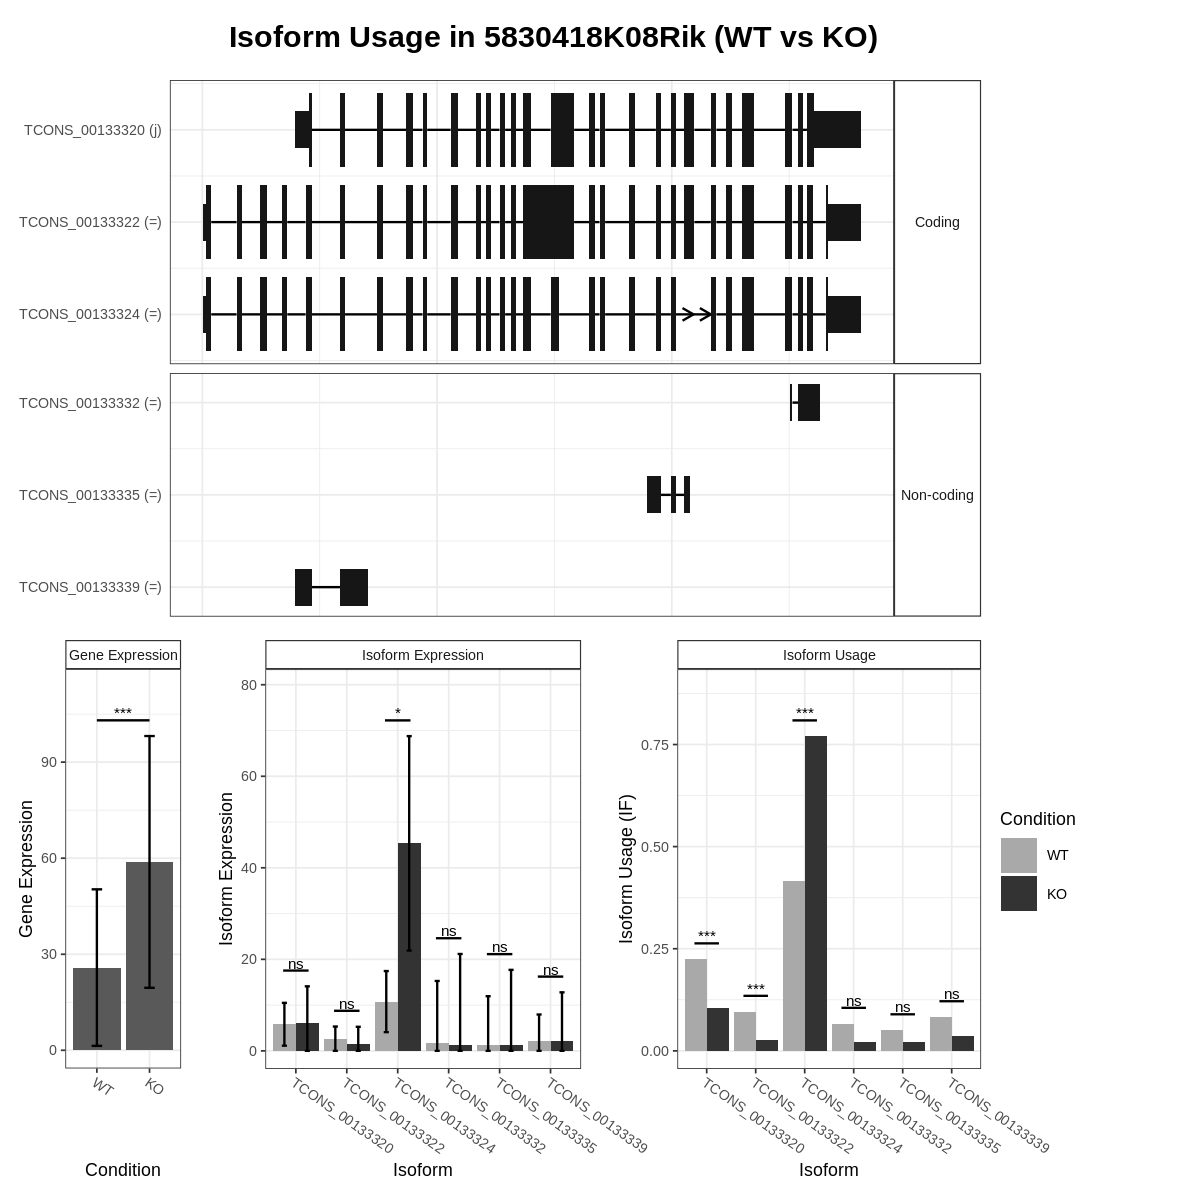 Isoform Usage in 5830418K08Rik (WT vs KO)
TCONS_00133320 (j)
TCONS_00133322 (=)
TCONS_00133324 (=)
Coding
TCONS_00133332 (=)
TCONS_00133335 (=)
TCONS_00133339 (=)
Non-coding
Gene Expression
***
90
60
30
0
Gene Expression
WT
KO
Condition
Isoform Expression
80
60
40
20
0
Isoform Expression
ns
ns
*
ns
ns
ns
TCONS_00133320
TCONS_00133322
TCONS_00133324
TCONS_00133332
TCONS_00133335
TCONS_00133339
Isoform
Isoform Usage
0.75
0.50
0.25
0.00
Isoform Usage (IF)
***
***
***
ns
ns
ns
TCONS_00133320
TCONS_00133322
TCONS_00133324
TCONS_00133332
TCONS_00133335
TCONS_00133339
Isoform
Condition
WT
KO